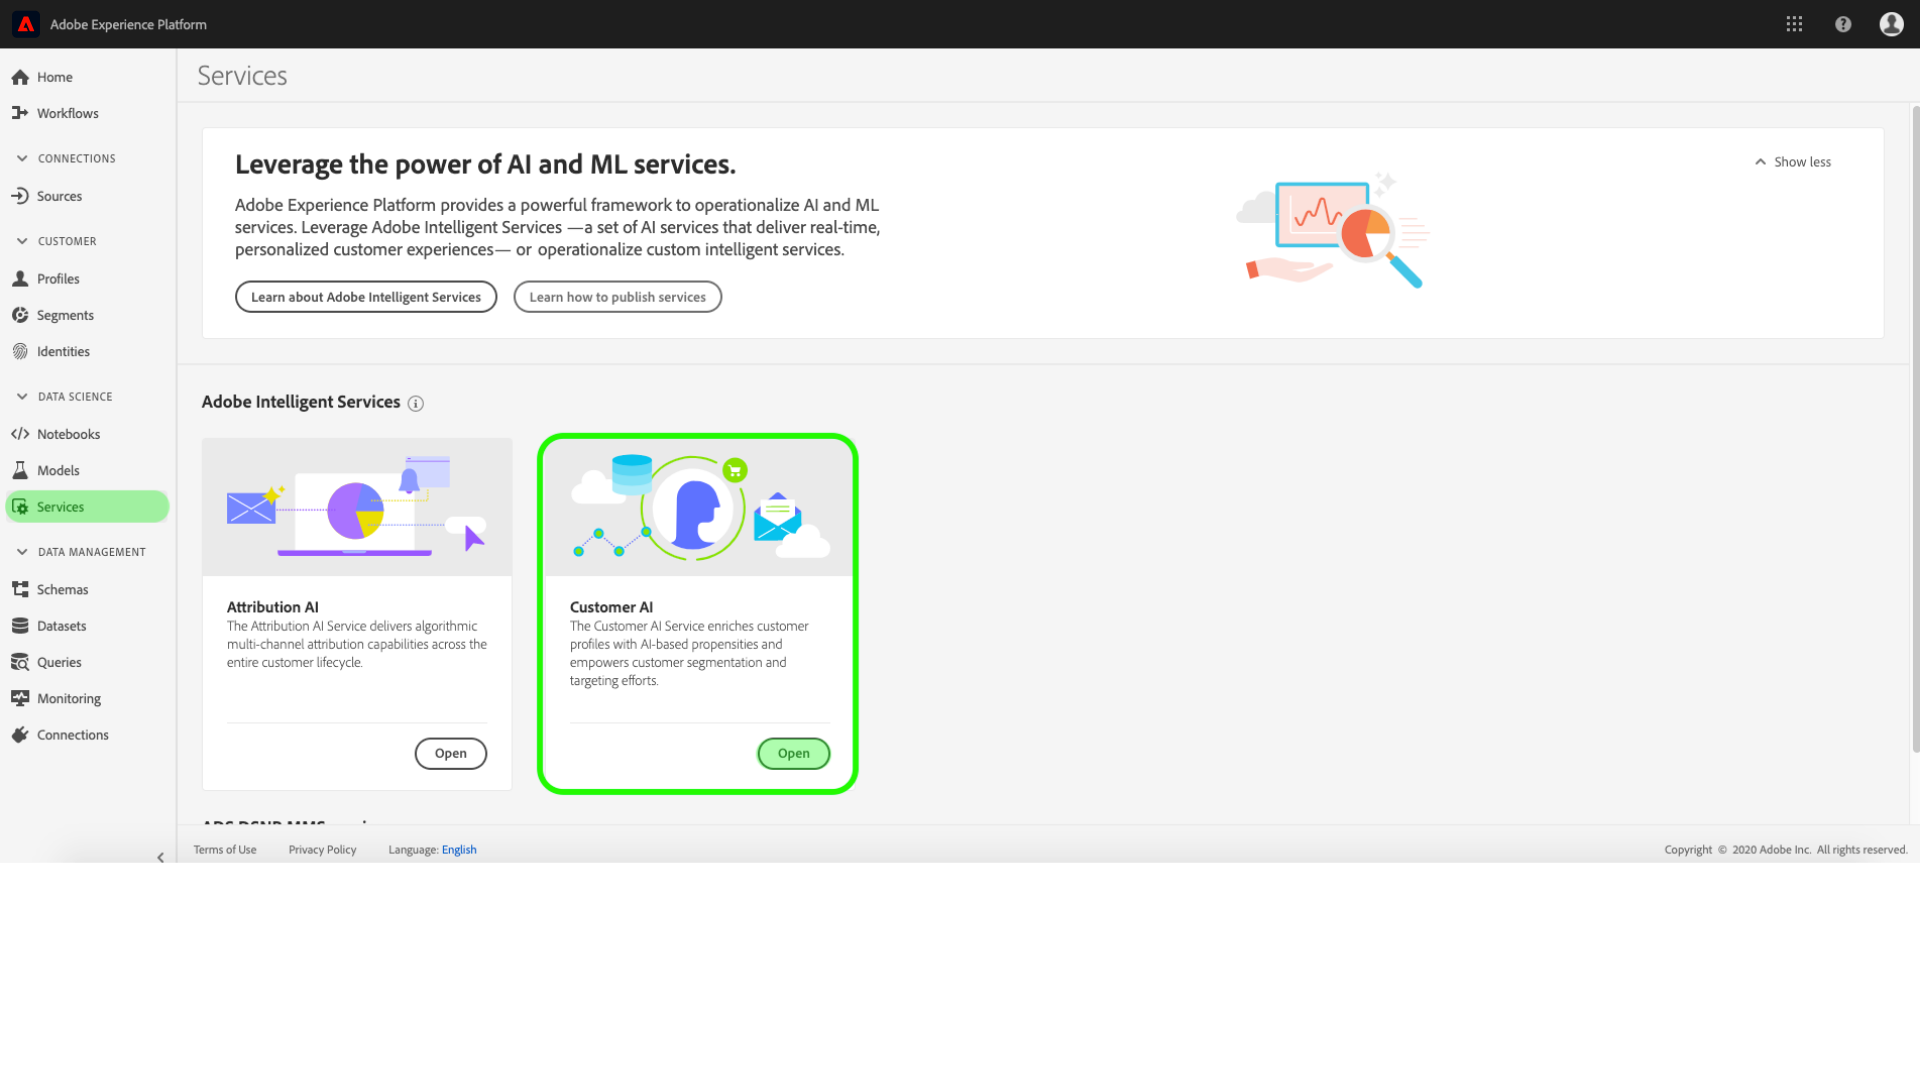 Adobe Experience Platform
Home
Workflows
CONNECTIONS
Sources
CUSTOMER
Profiles
Segments
Identities
DATA SCIENCE
Notebooks
Models
Services
DATA MANAGEMENT
Schemas
Datasets
Queries
Monitoring
Connections
Services
Leverage the power of AI and ML services.
Show less
Adobe Experience Platform provides a powerful framework to operationalize AI and ML
services. Leverage Adobe Intelligent Services —a set of AI services that deliver real-time,
personalized customer experiences— or operationalize custom intelligent services.
Learn about Adobe Intelligent Services
Learn how to publish services
Adobe Intelligent Services
Attribution AI
The Attribution AI Service delivers algorithmic
multi-channel attribution capabilities across the
entire customer lifecycle.
Open
Customer AI
The Customer AI Service enriches customer
profiles with AI-based propensities and
empowers customer segmentation and
targeting efforts.
Open
Terms of Use
Privacy Policy
Language: English
Copyright © 2020 Adobe Inc. All rights reserved.